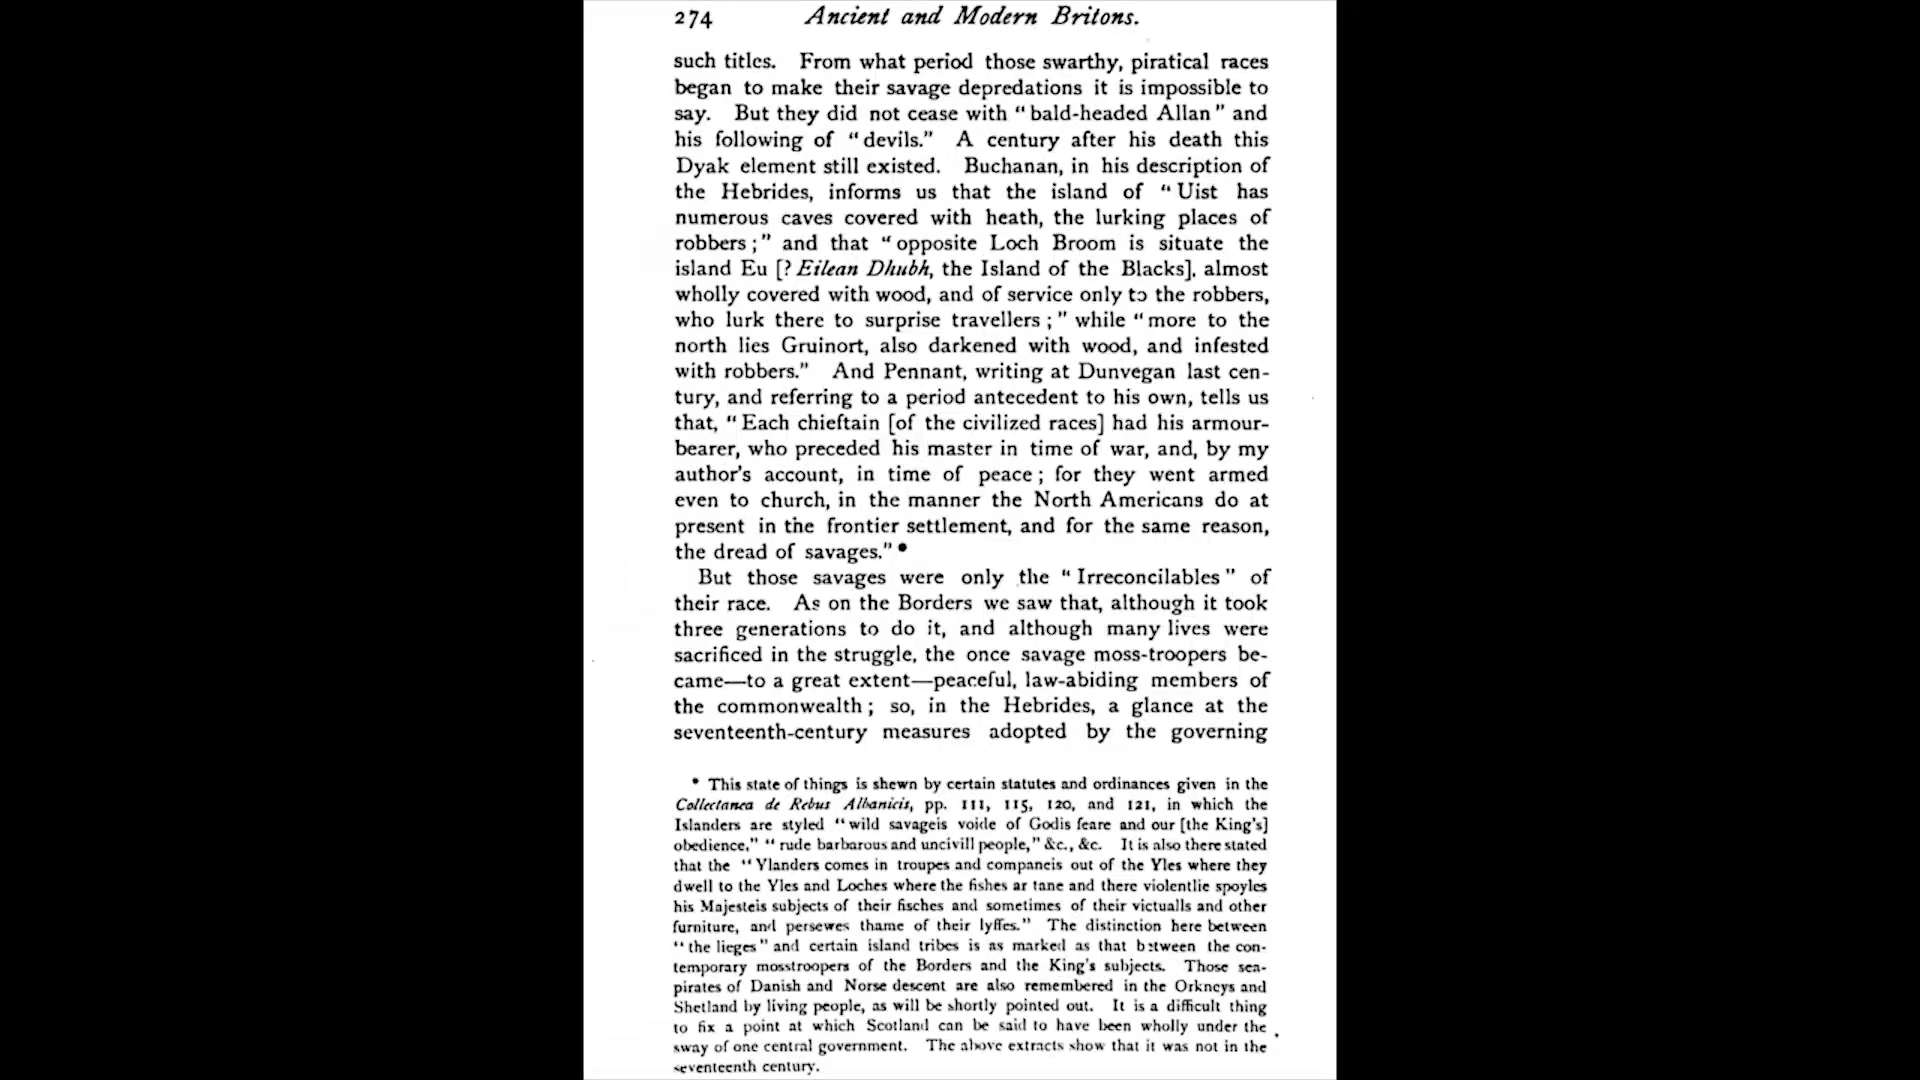 274 Ancient and Modern Britons.
such titles. From what period those swarthy, piratical races
began to make their savage depredations it is impossible to
say. But they did not cease with "bald-headed Allan" and
his following of "devils." A century after his death this
Dyak element still existed. Buchanan, in his description of
the Hebrides, informs us that the island of "Uist has
numerous caves covered with heath, the lurking places of
robbers;" and that "opposite Loch Broom is situate the
island Eu [? Eilean Dhubh, the Island of the Blacks], almost
wholly covered with wood, and of service only to the robbers,
who lurk there to surprise travellers;" while "more to the
north lies Gruinort, also darkened with wood, and infested
with robbers." And Pennant, writing at Dunvegan last cen-
tury, and referring to a period antecedent to his own, tells us
that, "Each chieftain [of the civilized races] had his armour-
bearer, who preceded his master in time of war, and, by my
author's account, in time of peace; for they went armed
even to church, in the manner the North Americans do at
present in the frontier settlement, and for the same reason,
the dread of savages."*
But those savages were only the "Irreconcilables" of
their race. As on the Borders we saw that, although it took
three generations to do it, and although many lives were
sacrificed in the struggle, the once savage moss-troopers be-
came—to a great extent—peaceful, law-abiding members of
the commonwealth; so, in the Hebrides, a glance at the
seventeenth-century measures adopted by the governing
* This state of things is shewn by certain statutes and ordinances given in the
Collectanea de Rebus Albanicis, pp. 111, 115, 120, and 121, in which the
Islanders are styled "wild savageis voide of Godis feare and our [the King's]
obedience," "rude barbarous and uncivill people," &c., &c. It is also there stated
that the "Ylanders comes in troupes and companeis out of the Yles where they
dwell to the Yles and Loches where the fishes ar tane and there violentlie spoyles
his Majesteis subjects of their fisches and sometimes of their victualls and other
furniture, and persewes thame of their lyffes." The distinction here between
"the lieges" and certain island tribes is as marked as that between the con-
temporary mosstroopers of the Borders and the King's subjects. Those sea-
pirates of Danish and Norse descent are also remembered in the Orkneys and
Shetland by living people, as will be shortly pointed out. It is a difficult thing
to fix a point at which Scotland can be said to have been wholly under the
sway of one central government. The above extracts show that it was not in the
seventeenth century.